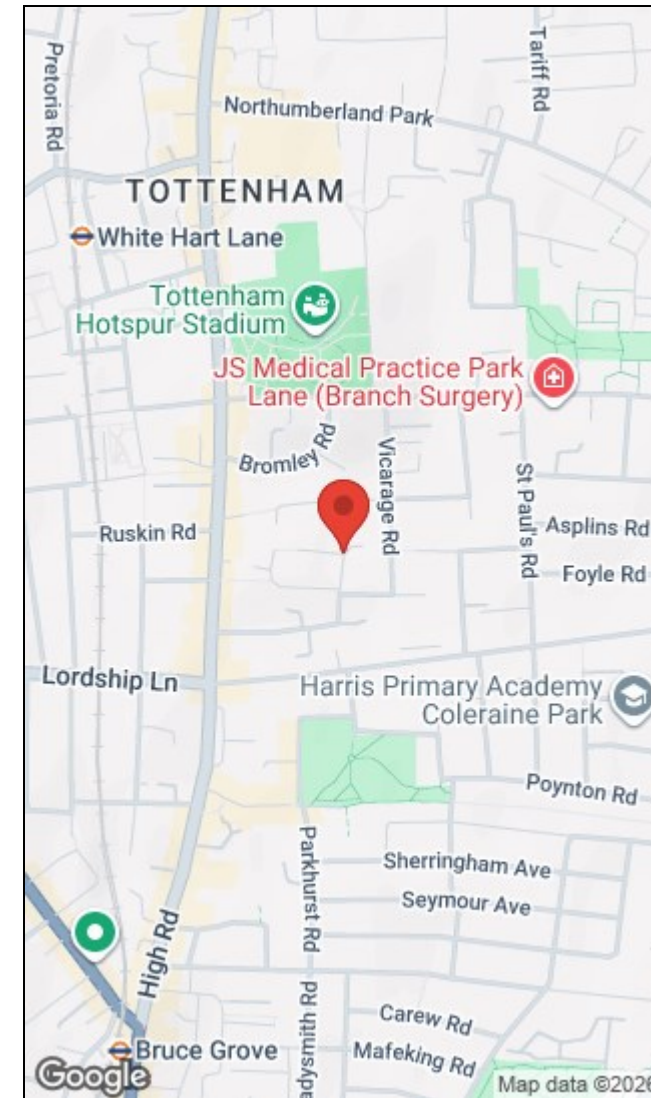 Pretoria Rd
Tariff Rd
Northumberland Park
TOTTENHAM
White Hart Lane
Tottenham
Hotspur Stadium
JS Medical Practice Park
Lane (Branch Surgery)
Bromley Rd
Vicarage Rd
St Paul's Rd
Ruskin Rd
Asplins Rd
Foyle Rd
Lordship Ln
Harris Primary Academy
Coleraine Park
Poynton Rd
Parkhurst Rd
Sherringham Ave
Seymour Ave
High Rd
Carew Rd
Mafeking Rd
Bruce Grove
Google
Map data ©2026